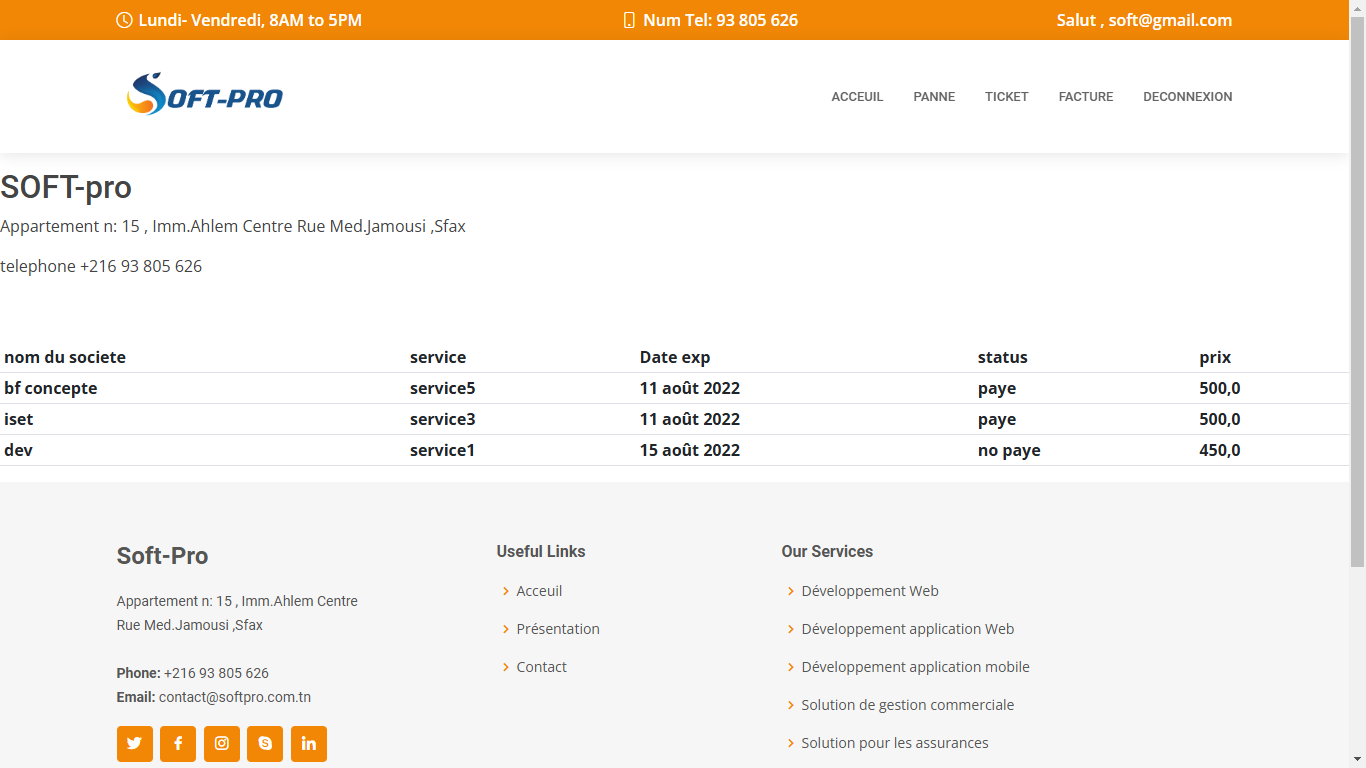 Lundi- Vendredi, 8AM to 5PM Num Tel: 93 805 626 Salut , soft@gmail.com
SOFT-PRO
ACCEUIL PANNE TICKET FACTURE DECONNEXION
SOFT-pro
Appartement n: 15 , Imm.Ahlem Centre Rue Med.Jamousi ,Sfax
telephone +216 93 805 626
nom du societe service Date exp status prix
bf concepte service5 11 août 2022 paye 500,0
iset service3 11 août 2022 paye 500,0
dev service1 15 août 2022 no paye 450,0
Soft-Pro
Appartement n: 15 , Imm.Ahlem Centre
Rue Med.Jamousi ,Sfax
Phone: +216 93 805 626
Email: contact@softpro.com.tn
Useful Links
Acceuil
Présentation
Contact
Our Services
Développement Web
Développement application Web
Développement application mobile
Solution de gestion commerciale
Solution pour les assurances